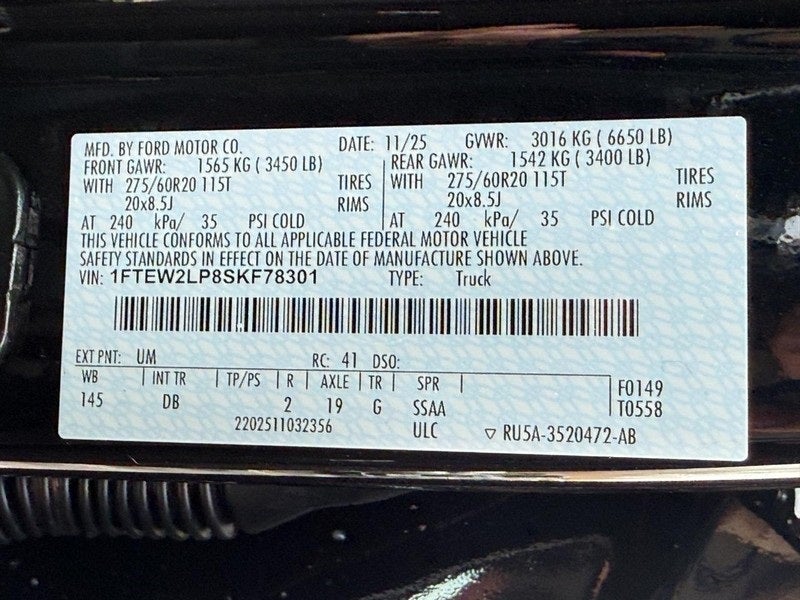 MFD. BY FORD MOTOR CO. DATE: 11/25 GVWR: 3016 KG ( 6650 LB)
FRONT GAWR: 1565 KG ( 3450 LB) REAR GAWR: 1542 KG ( 3400 LB)
WITH 275/60R20 115T TIRES WITH 275/60R20 115T TIRES
20x8.5J RIMS 20x8.5J RIMS
AT 240 kPa/ 35 PSI COLD AT 240 kPa/ 35 PSI COLD
THIS VEHICLE CONFORMS TO ALL APPLICABLE FEDERAL MOTOR VEHICLE
SAFETY STANDARDS IN EFFECT ON THE DATE OF MANUFACTURE SHOWN ABOVE.
VIN: 1FTEW2LP8SKF78301 TYPE: Truck
EXT PNT: UM RC: 41 DSO:
WB INT TR TP/PS R AXLE TR SPR F0149
145 DB 2 19 G SSAA T0558
2202511032356 ULC ▽ RU5A-3520472-AB